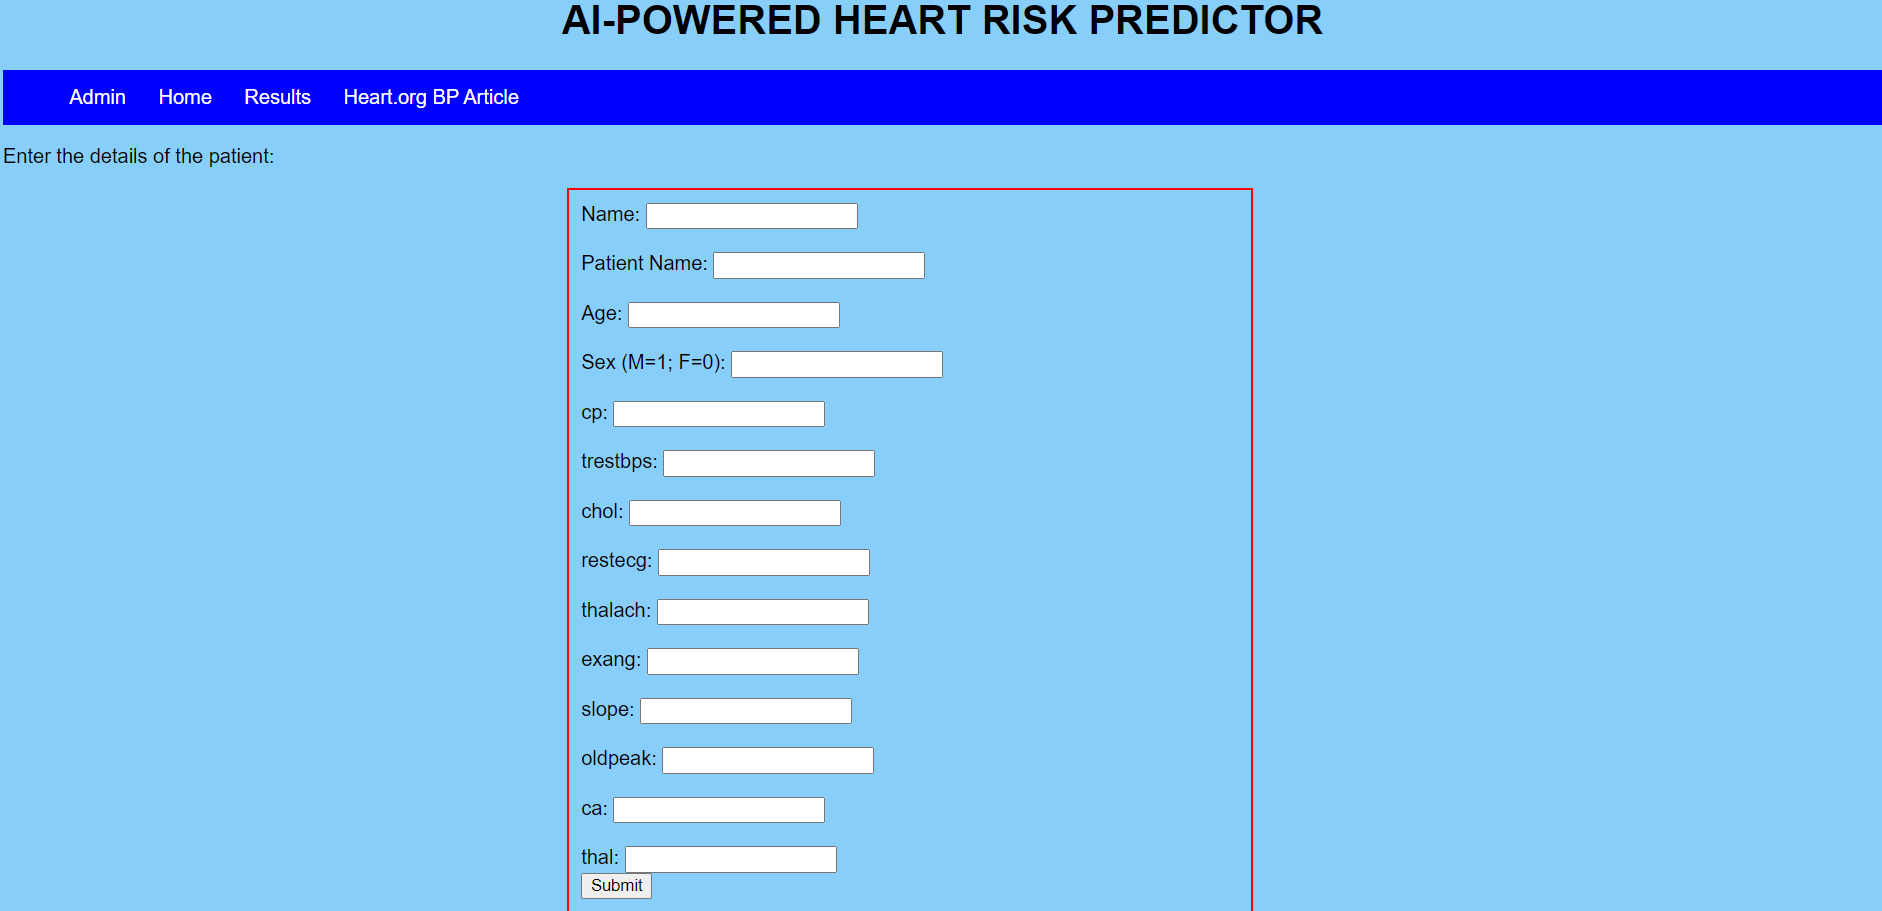 AI-POWERED HEART RISK PREDICTOR
Admin Home Results Heart.org BP Article
Enter the details of the patient:
Name:
Patient Name:
Age:
Sex (M=1; F=0):
cp:
trestbps:
chol:
restecg:
thalach:
exang:
slope:
oldpeak:
ca:
thal:
Submit